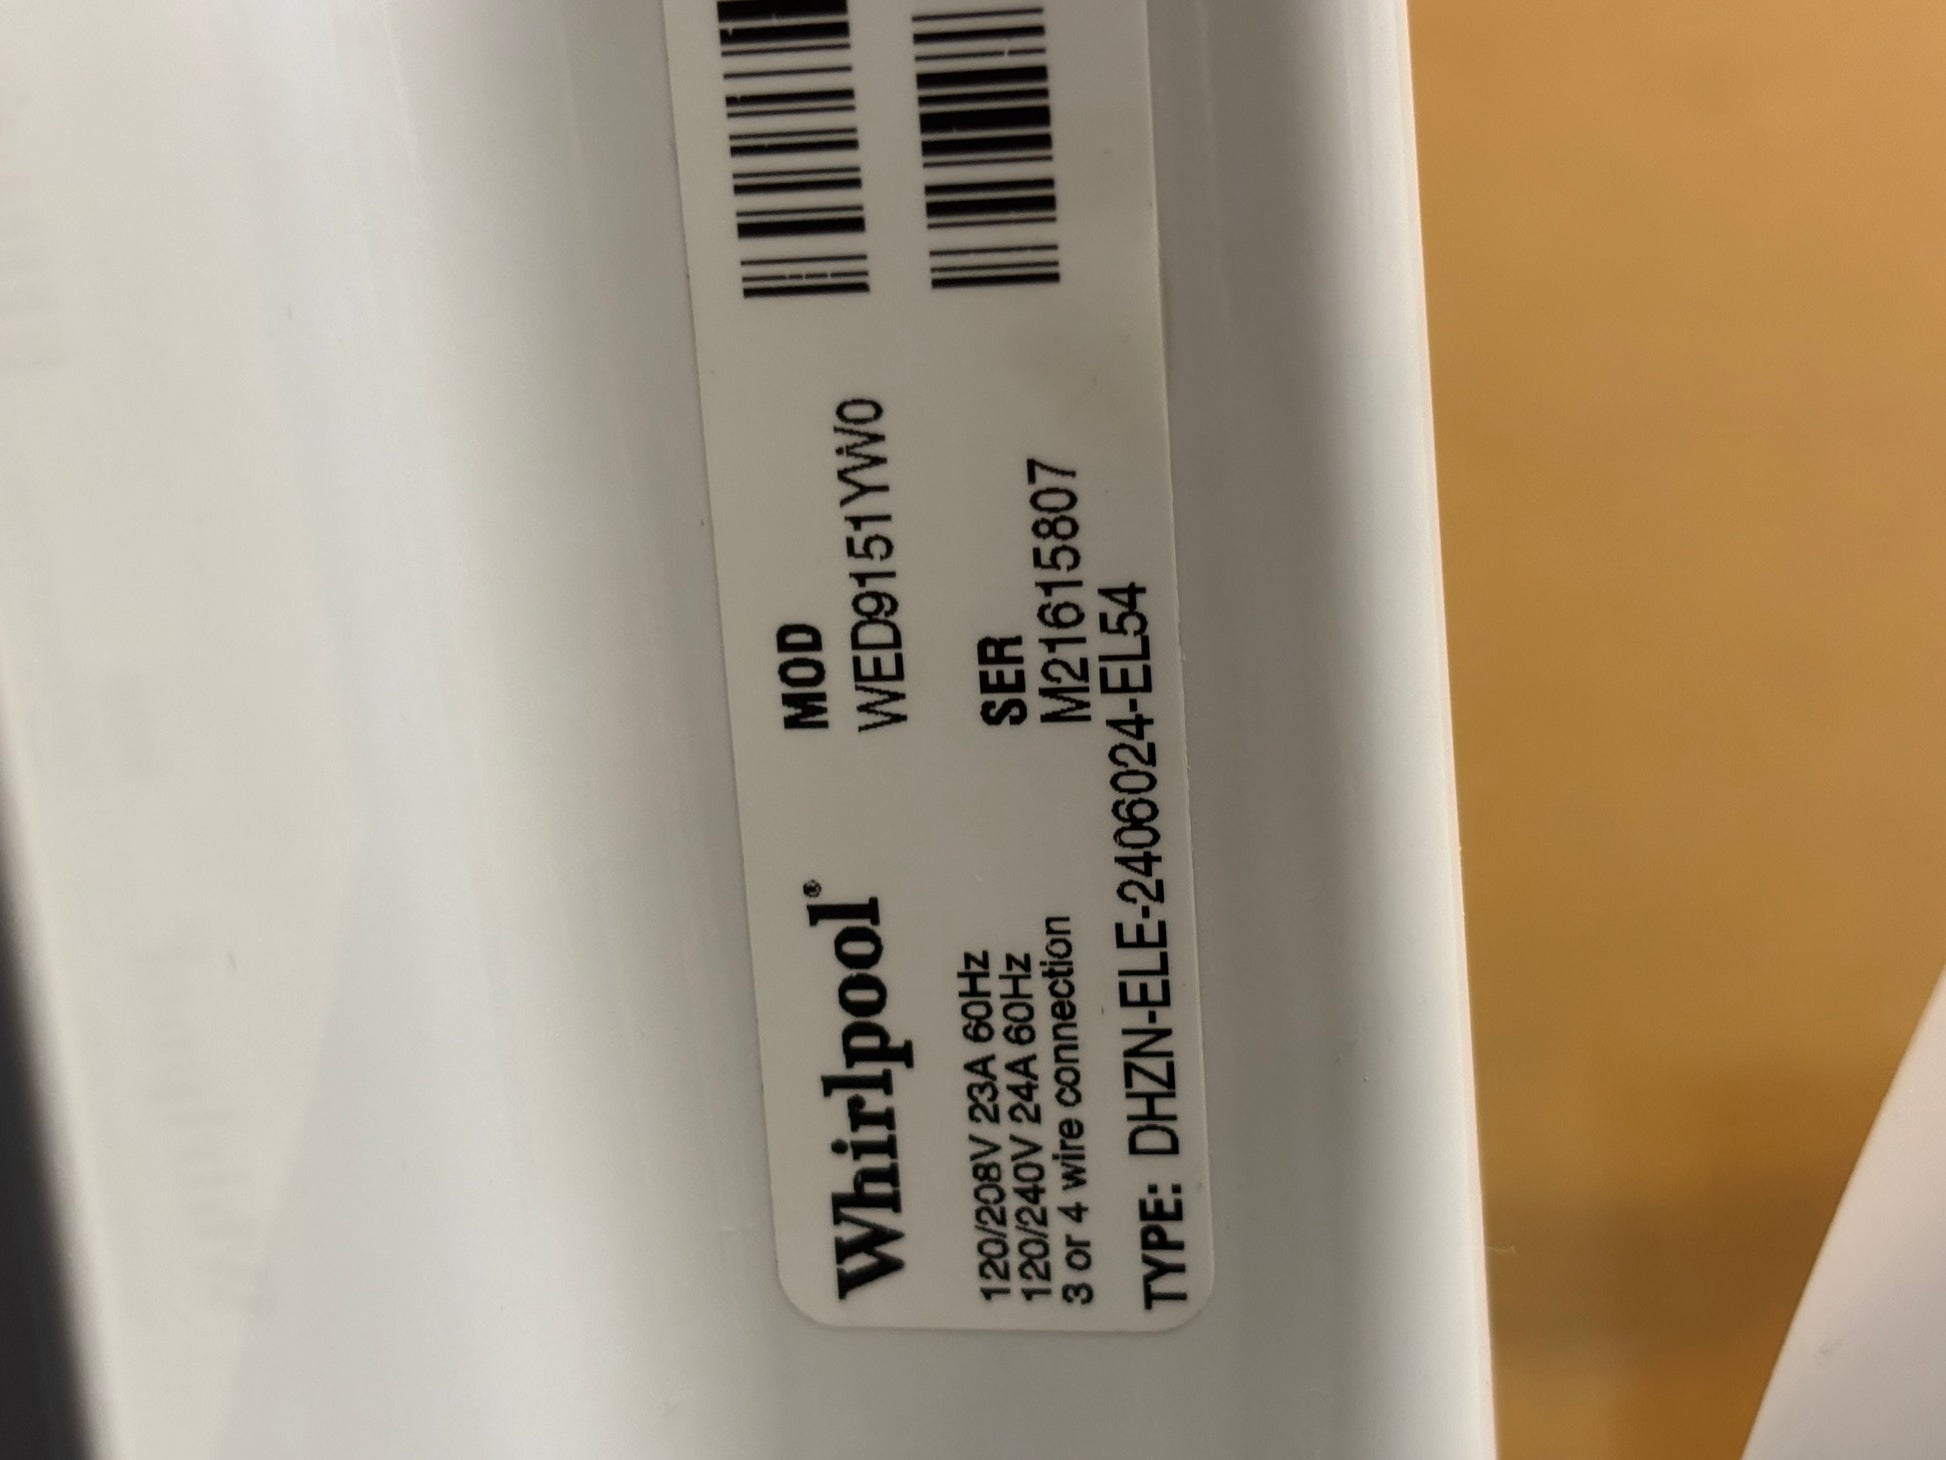 Whirlpool®
MOD
WED9151YW0
120/208V 23A 60Hz
120/240V 24A 60Hz
3 or 4 wire connection
SER
M21615807
TYPE: DHZN-ELE-2406024-EL54